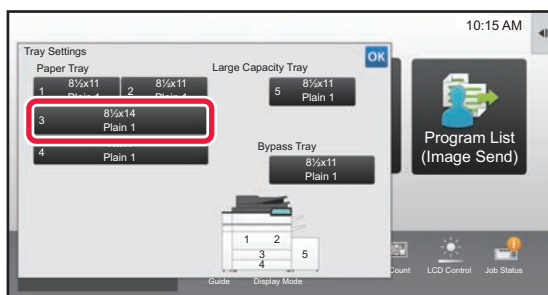 10:15 AM
Tray Settings
OK
Paper Tray
Large Capacity Tray
1
8½x11
2
8½x11
5
8½x11
Plain 1
3
8½x14
Plain 1
4
Plain 1
Bypass Tray
8½x11
Plain 1
Program List
(Image Send)
1 2
3
4
5
Count
LCD Control
Job Status
Guide
Display Mode